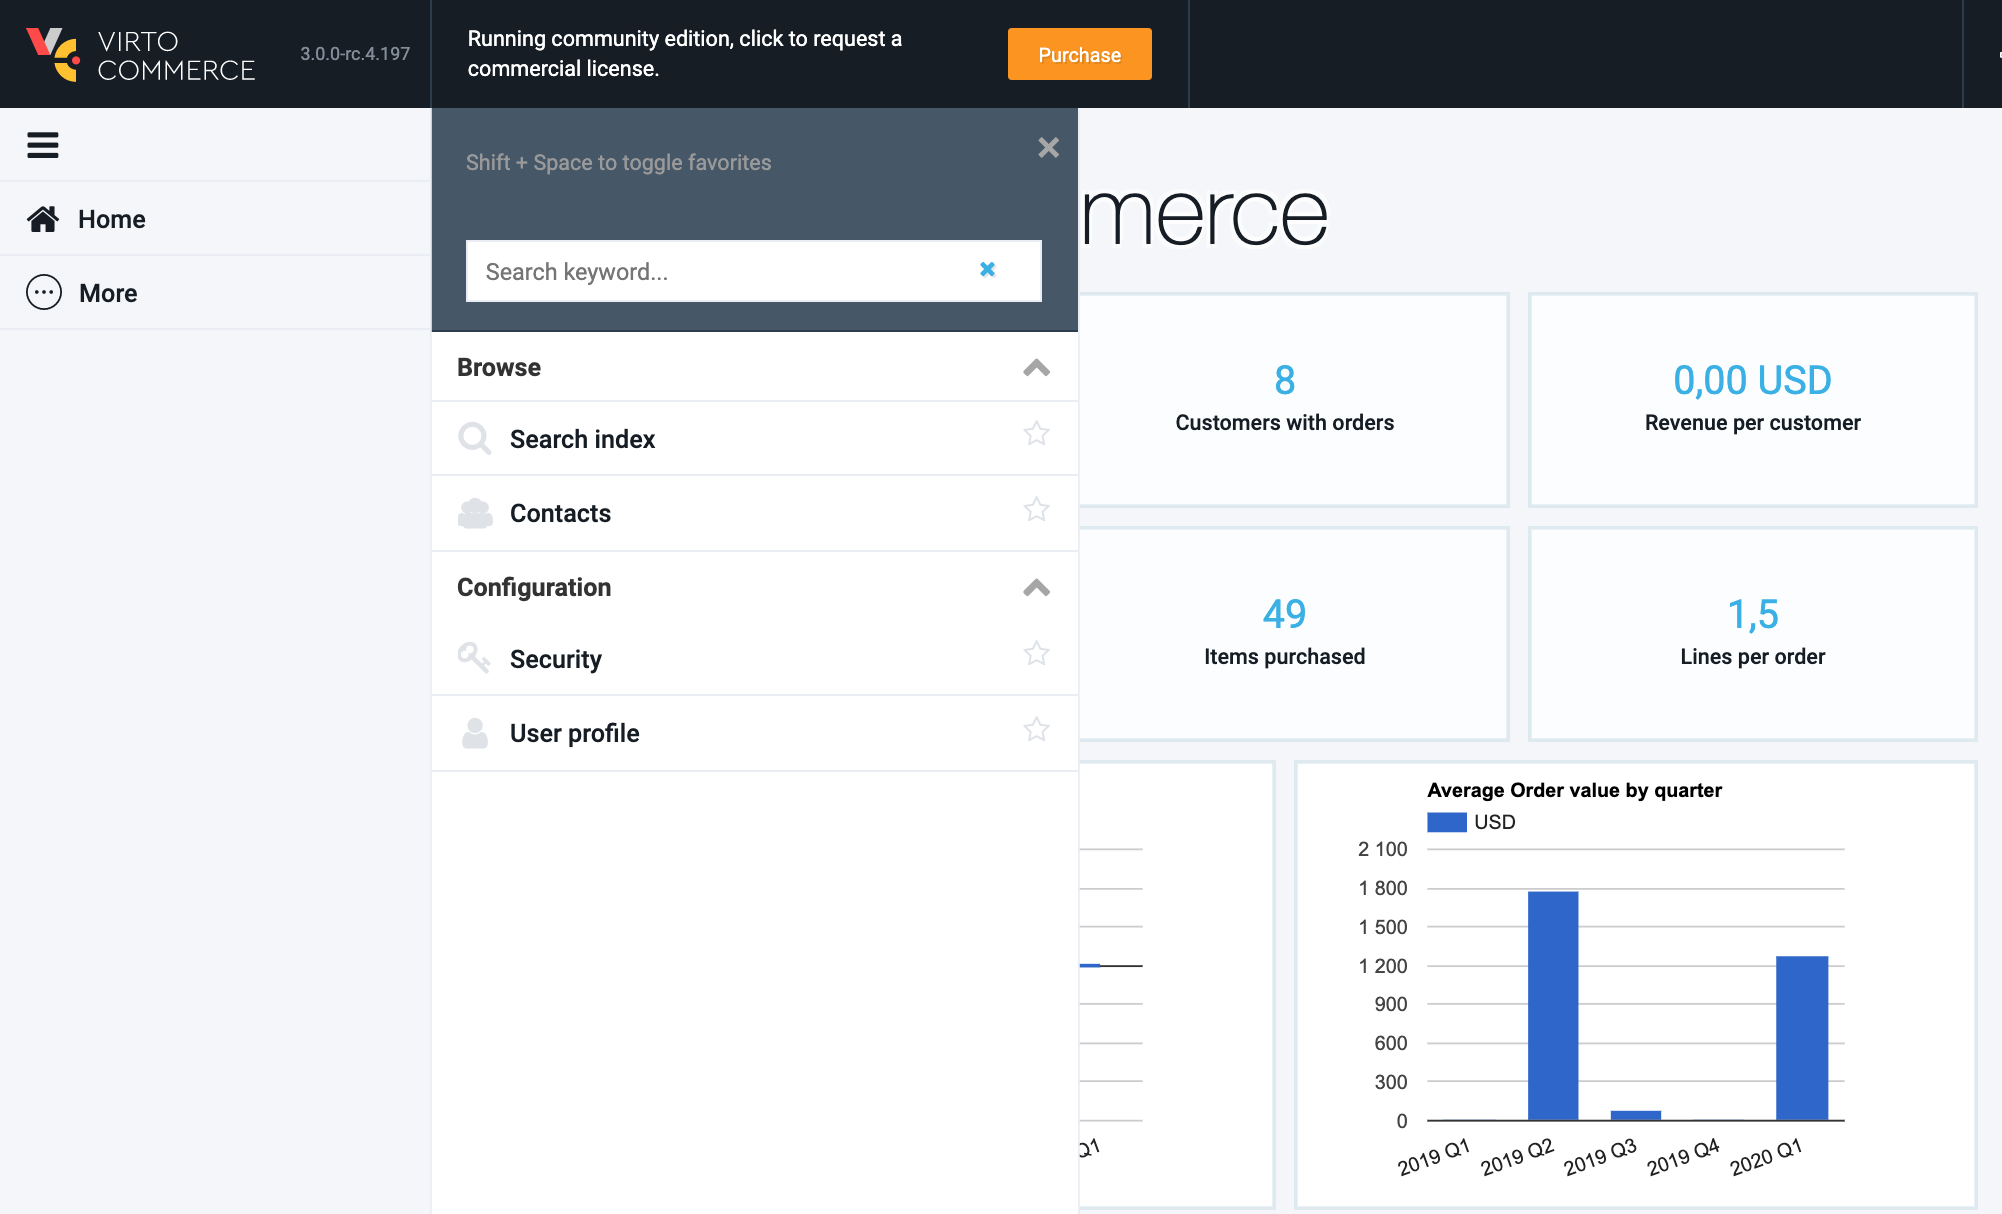 VIRTO
COMMERCE
3.0.0-rc.4.197
Running community edition, click to request a
commercial license.
Purchase
Home
More
Shift + Space to toggle favorites
Search keyword...
Browse
Search index
Contacts
Configuration
Security
User profile
merce
8
Customers with orders
0,00 USD
Revenue per customer
49
Items purchased
1,5
Lines per order
Q1
Average Order value by quarter
USD
2 100
1 800
1 500
1 200
900
600
300
0
2019 Q1
2019 Q2
2019 Q3
2019 Q4
2020 Q1